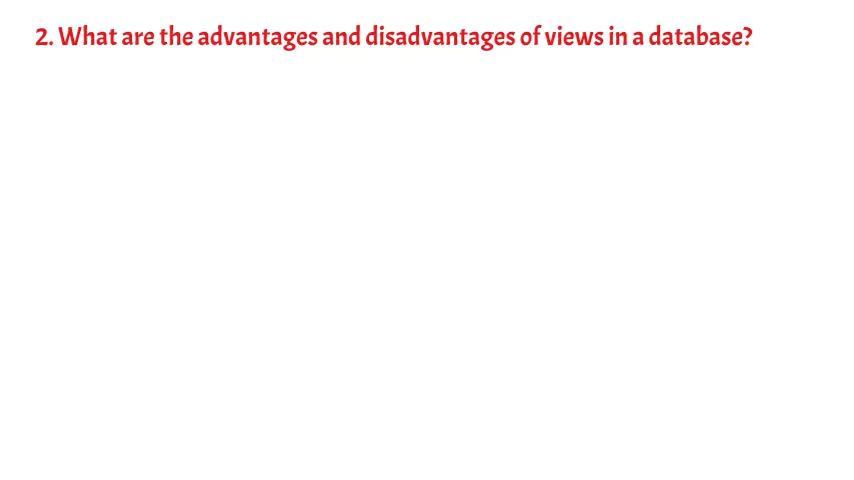 2. What are the advantages and disadvantages of views in a database?